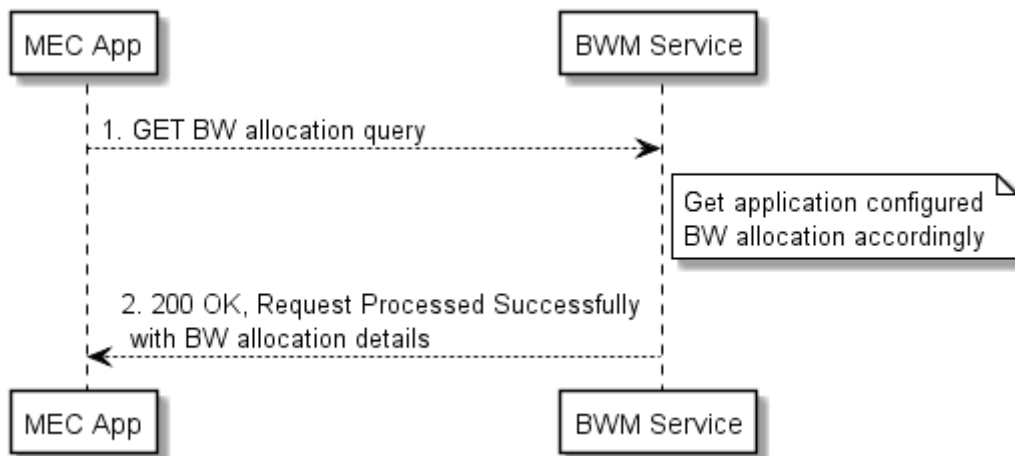 MEC App
BWM Service
1. GET BW allocation query
Get application configured
BW allocation accordingly
2. 200 OK, Request Processed Successfully
with BW allocation details
MEC App
BWM Service